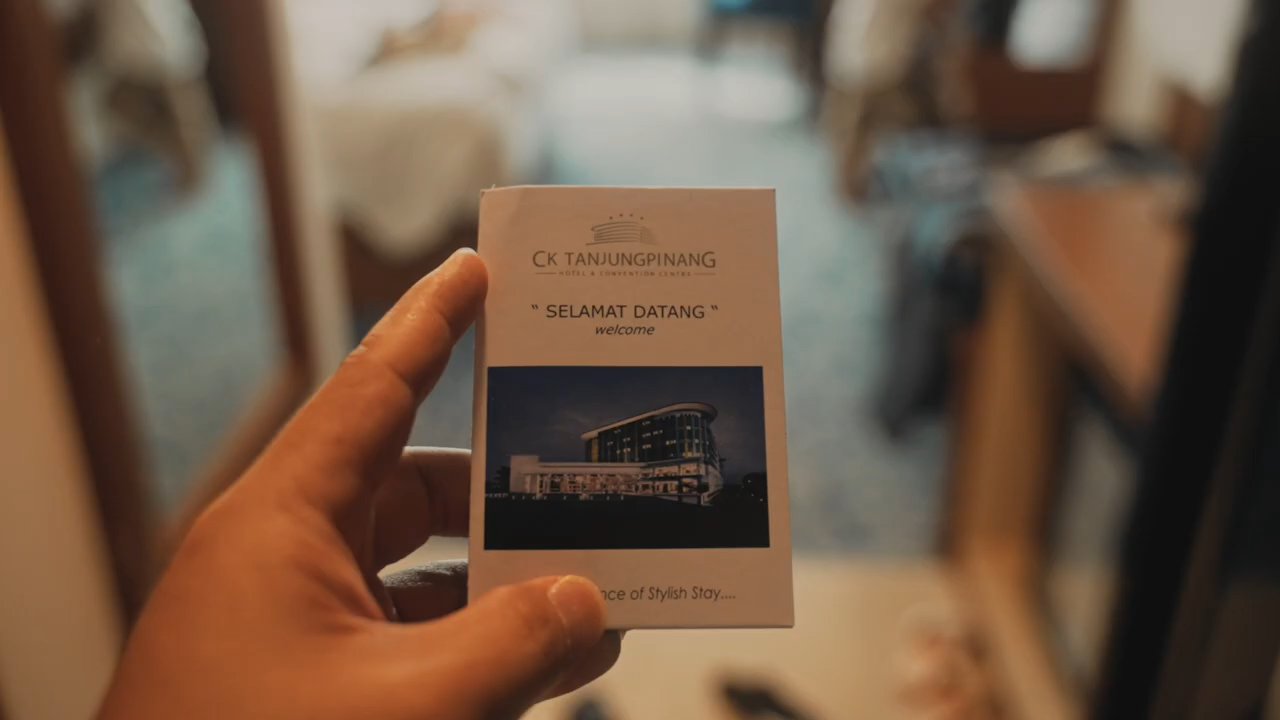 CK TANJUNGPINANG
HOTEL & CONVENTION CENTRE
“ SELAMAT DATANG “
welcome
of Stylish Stay....